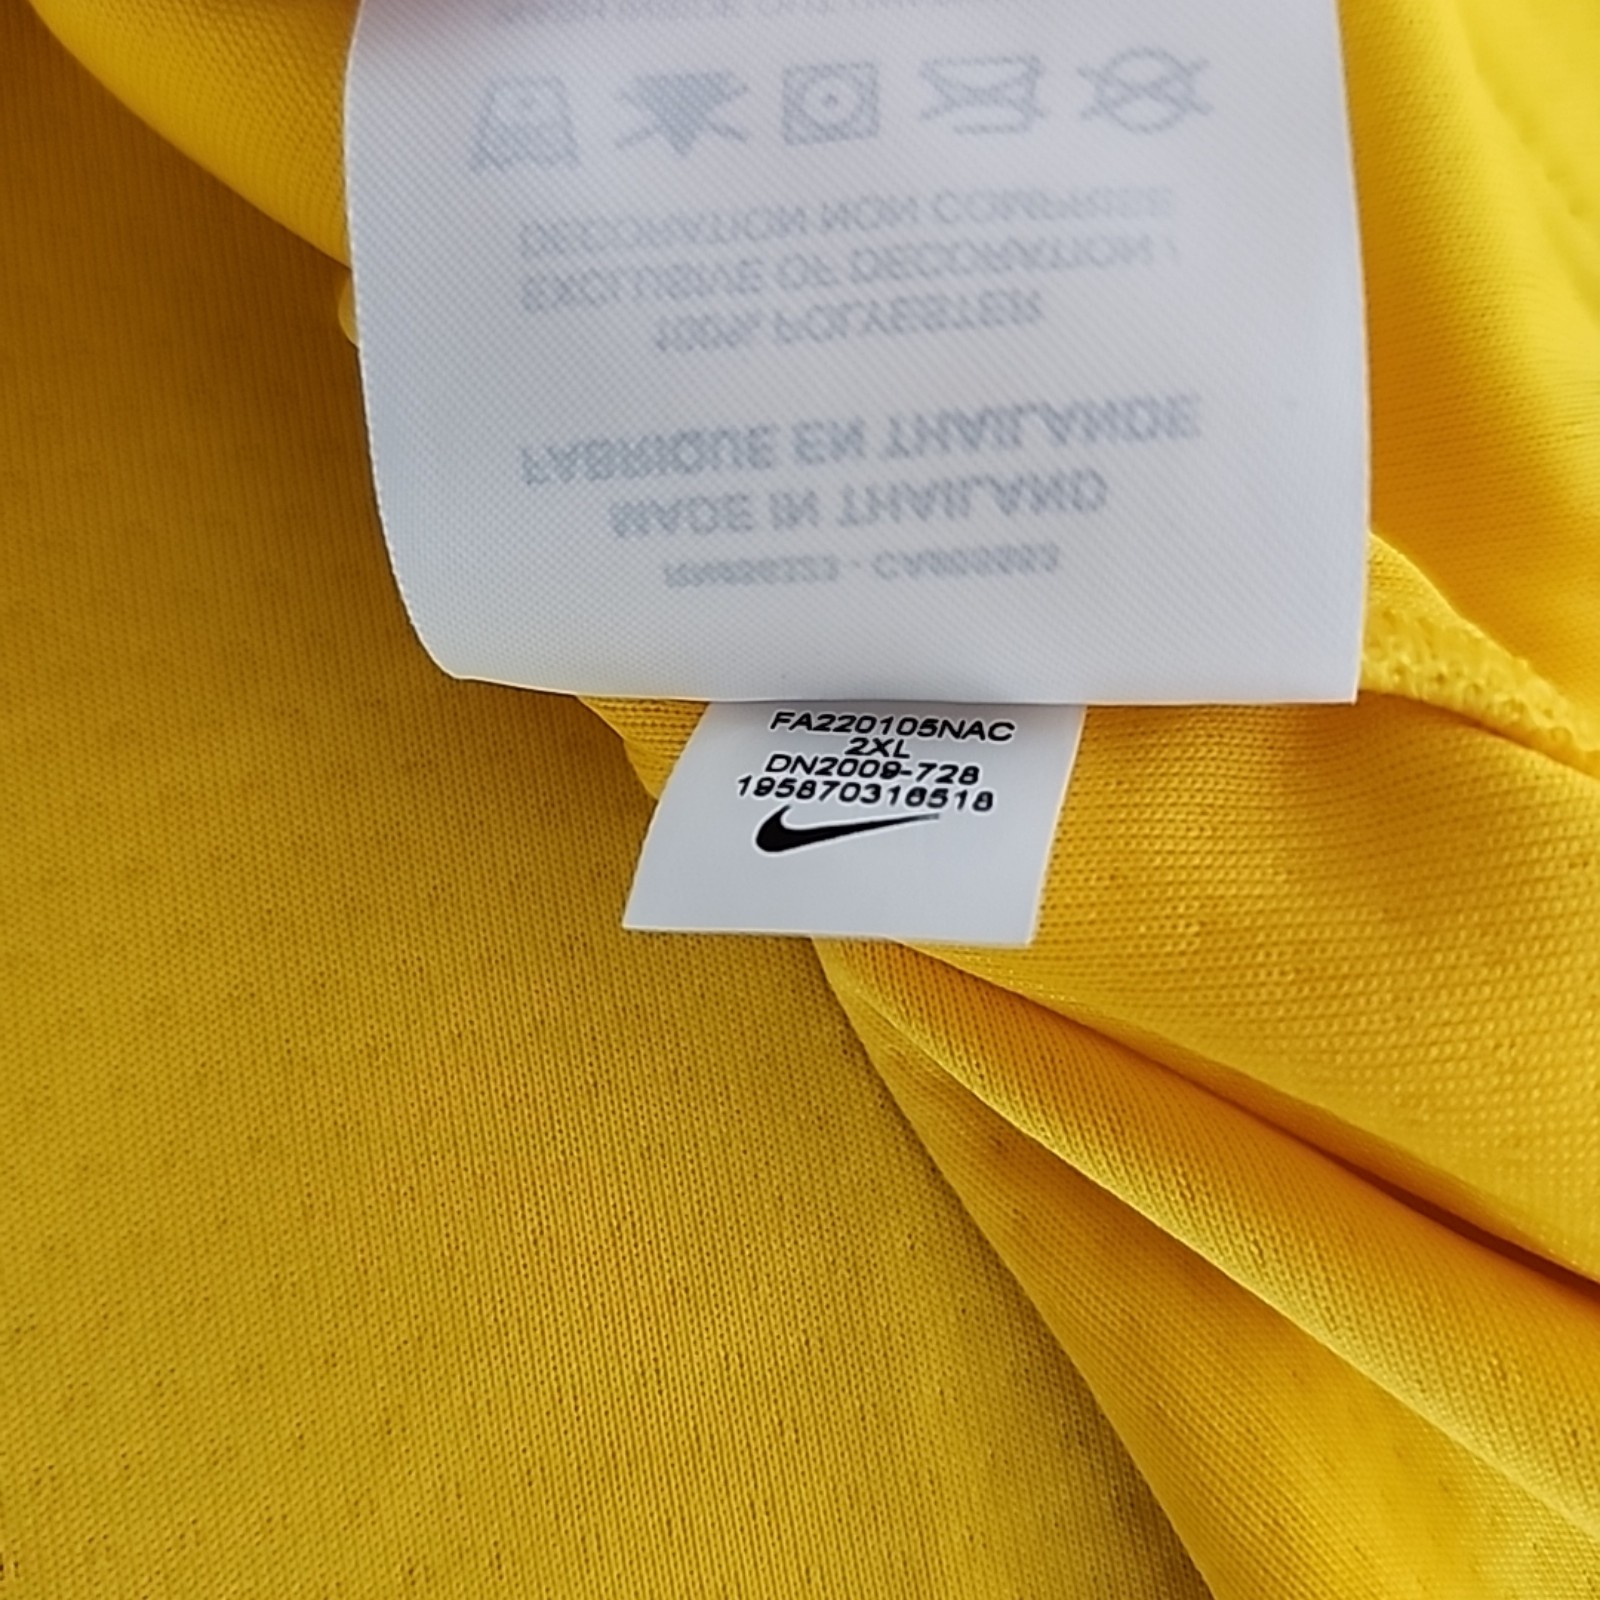 DECORATION NON COMPRISE
EXCLUSIVE OF DECORATION /
100% POLYESTER
FABRIQUE EN THAILANDE
MADE IN THAILAND
FA220105NAC
2XL
DN2009-728
195870316518